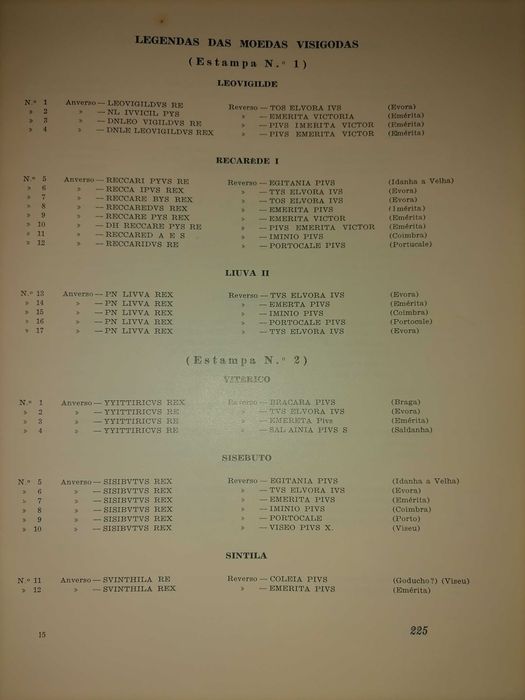 LEGENDAS DAS MOEDAS VISIGODAS
(Estampa N.º 1)
LEOVIGILDE
N.º 1 Anverso — LEOVIGILDVS RE Reverso — TOS ELVORA IVS (Evora)
» 2 » — NL IVVICIL PYS » — EMERITA VICTORIA (Emérita)
» 3 » — DNLEO VIGILDVS RE » — PIVS IMERITA VICTOR (Emérita)
» 4 » — DNLE LEOVIGILDVS REX » — PIVS EMERITA VICTOR (Emérita)
RECAREDE I
N.º 5 Anverso — RECCARI PYVS RE Reverso — EGITANIA PIVS (Idanha a Velha)
» 6 » — RECCA IPVS REX » — TYS ELVORA IVS (Evora)
» 7 » — RECCARE BYS REX » — TOS ELVORA IVS (Evora)
» 8 » — RECCAREDVS REX » — EMERITA PIVS (Imérita)
» 9 » — RECCARE PYS REX » — EMERITA VICTOR (Emérita)
» 10 » — DH RECCARE PYS RE » — PIVS EMERITA VICTOR (Emérita)
» 11 » — RECCARED A E S » — IMINIO PIVS (Coimbra)
» 12 » — RECCARIDVS RE » — PORTOCALE PIVS (Portucale)
LIUVA II
N.º 13 Anverso — PN LIVVA REX Reverso — TVS ELVORA IVS (Evora)
» 14 » — PN LIVVA REX » — EMERTA PIVS (Emérita)
» 15 » — PN LIVVA REX » — IMINIO PIVS (Coimbra)
» 16 » — PN LIVVA REX » — PORTOCALE PIVS (Portocale)
» 17 » — PN LIVVA REX » — TYS ELVORA IVS (Evora)
(Estampa N.º 2)
VITERICO
N.º 1 Anverso — YYITTIRICVS REX Reverso — BRACARA PIVS (Braga)
» 2 » — YYITTIRICVS RE » — TVS ELVORA IVS (Evora)
» 3 » — YYITTIRICVS RE » — EMERETA Pivs (Emérita)
» 4 » — YYITTIRICVS RE » — SAL AINIA PIVS S (Saldanha)
SISEBUTO
N.º 5 Anverso — SISIBVTVS REX Reverso — EGITANIA PIVS (Idanha a Velha)
» 6 » — SISIBVTVS REX » — TVS ELVORA IVS (Evora)
» 7 » — SISIBVTVS REX » — EMERITA PIVS (Emérita)
» 8 » — SISIBVTVS REX » — IMINIO PIVS (Coimbra)
» 9 » — SISIBVTVS REX » — PORTOCALE (Porto)
» 10 » — SISIBVTVS REX » — VISEO PIVS X. (Viseu)
SINTILA
N.º 11 Anverso — SVINTHILA RE Reverso — COLEIA PIVS (Goducho?) (Viseu)
» 12 » — SVINTHILA REX » — EMERITA PIVS (Emérita)
15 225